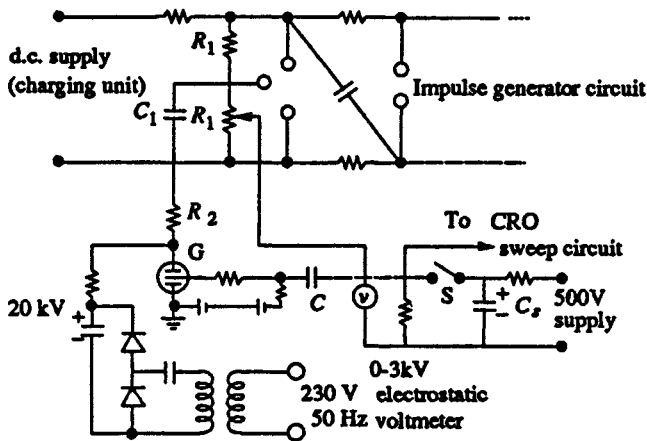 R1
d.c. supply
(charging unit)
Impulse generator circuit
C1
R1
R2
To CRO
sweep circuit
G
C
v
S
+
-
Cs
500V
supply
20 kV
+
-
0-3kV
230 V electrostatic
50 Hz voltmeter